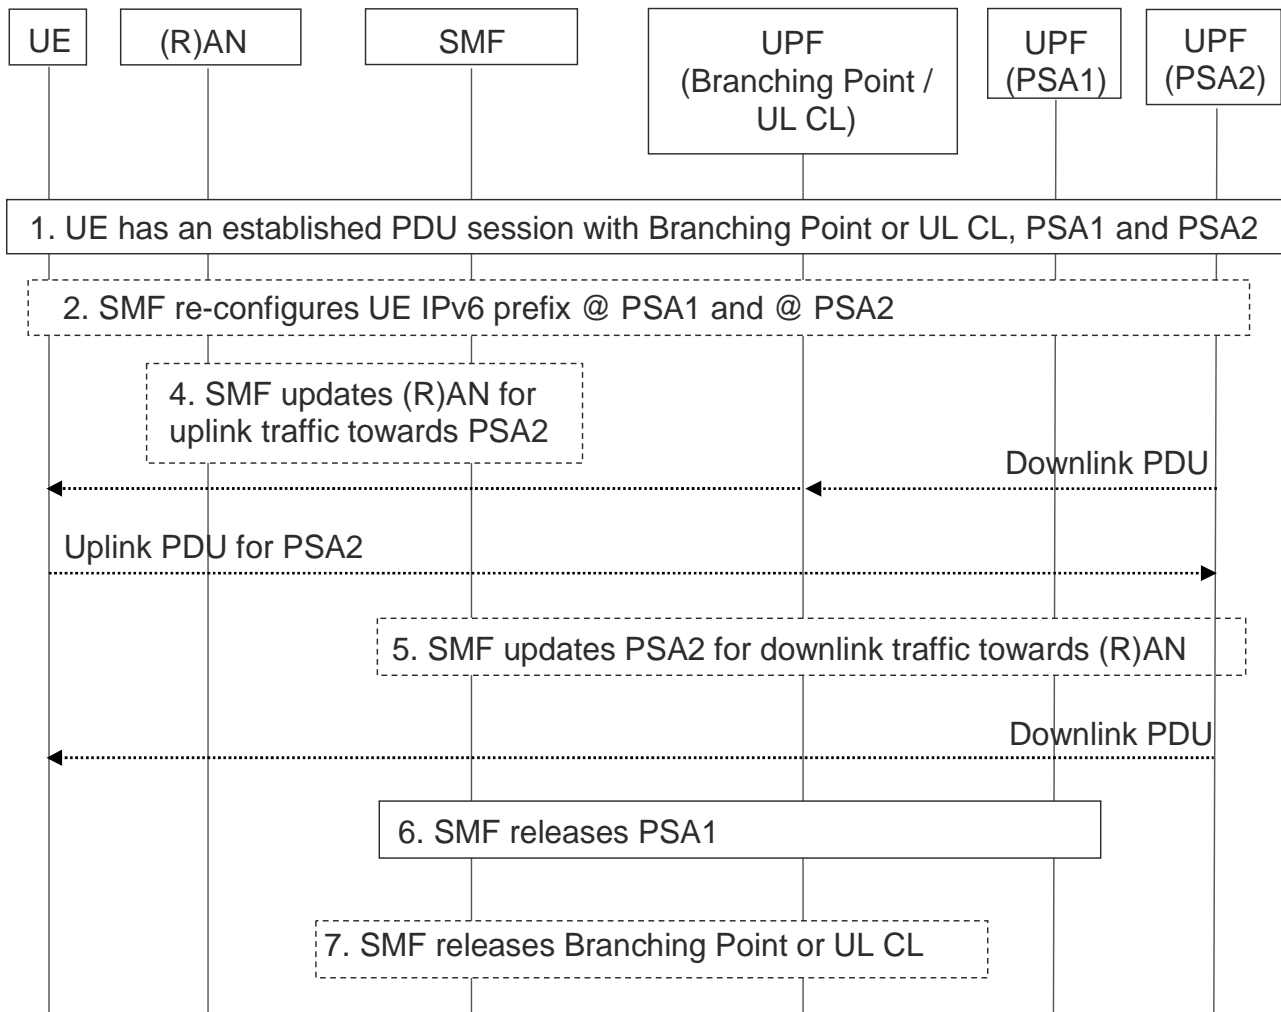 UE
(R)AN
SMF
UPF
(Branching Point /
UL CL)
UPF
(PSA1)
UPF
(PSA2)
1. UE has an established PDU session with Branching Point or UL CL, PSA1 and PSA2
2. SMF re-configures UE IPv6 prefix @ PSA1 and @ PSA2
4. SMF updates (R)AN for
uplink traffic towards PSA2
Downlink PDU
Uplink PDU for PSA2
5. SMF updates PSA2 for downlink traffic towards (R)AN
Downlink PDU
6. SMF releases PSA1
7. SMF releases Branching Point or UL CL